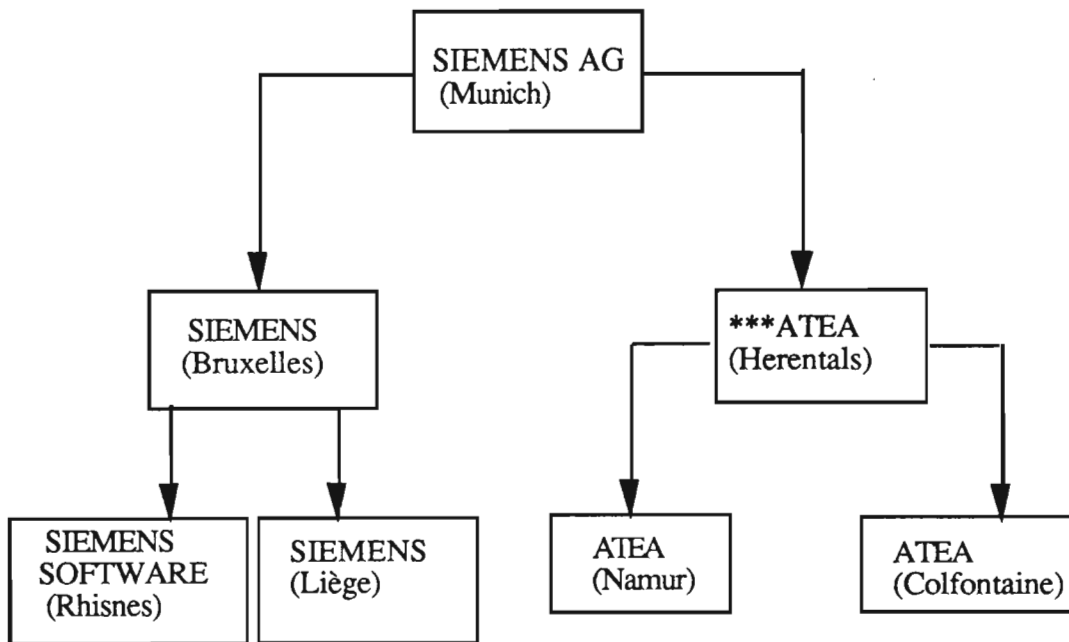 SIEMENS AG
(Munich)
SIEMENS
(Bruxelles)
***ATEA
(Herentals)
SIEMENS
SOFTWARE
(Rhisnes)
SIEMENS
(Liège)
ATEA
(Namur)
ATEA
(Colfontaine)